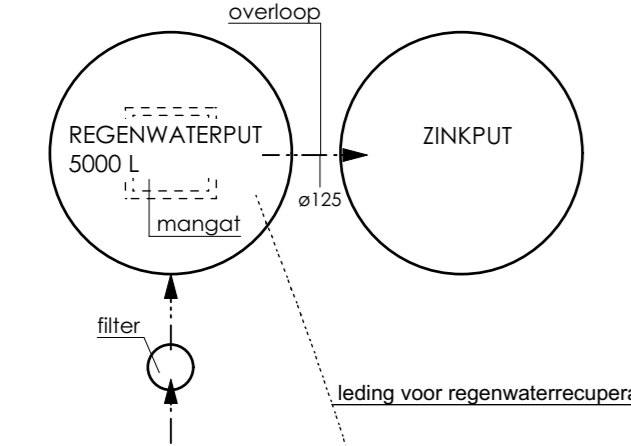 overloop
REGENWATERPUT
5000 L
ZINKPUT
ø125
mangat
filter
leding voor regenwaterrecupera